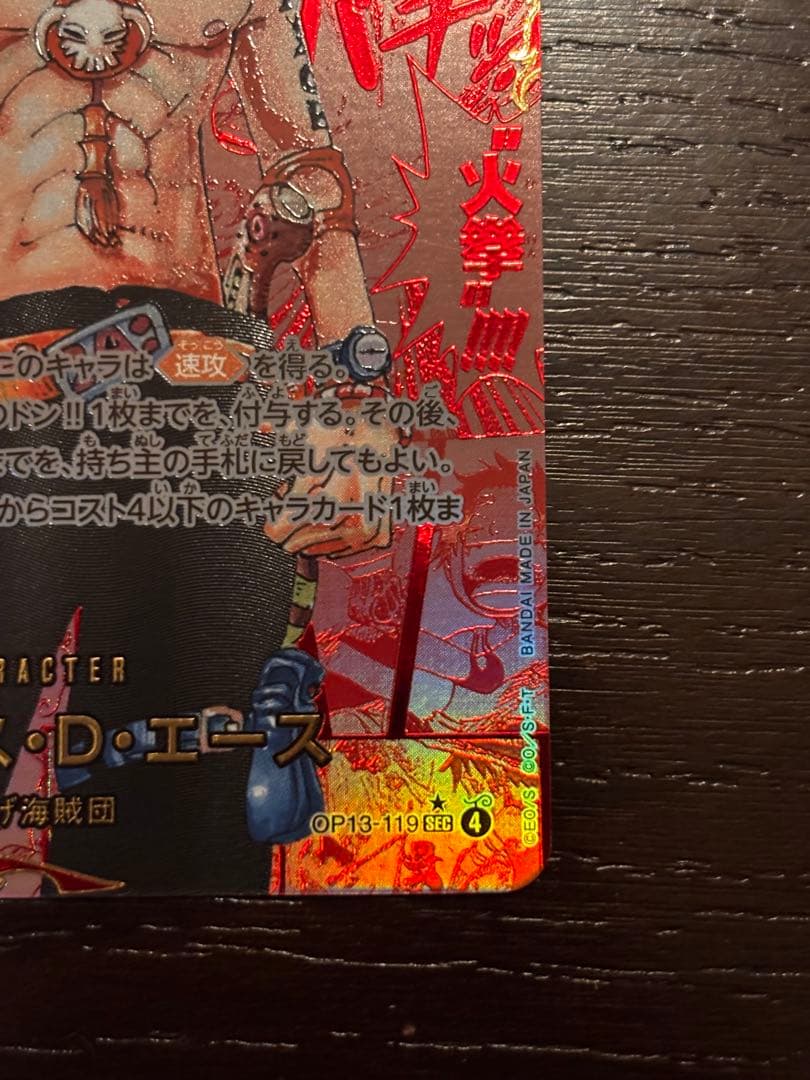 "火拳"!!!!
このキャラは 速攻 を得る。
ドン!!1枚までを、付与する。その後、
でを、持ち主の手札に戻してもよい。
からコスト4以下のキャラカード1枚ま
RACTER
ス・D・エース
海賊団
OP13-119 SEC 4
©E.O/S ©O/S・F・T BANDAI MADE IN JAPAN